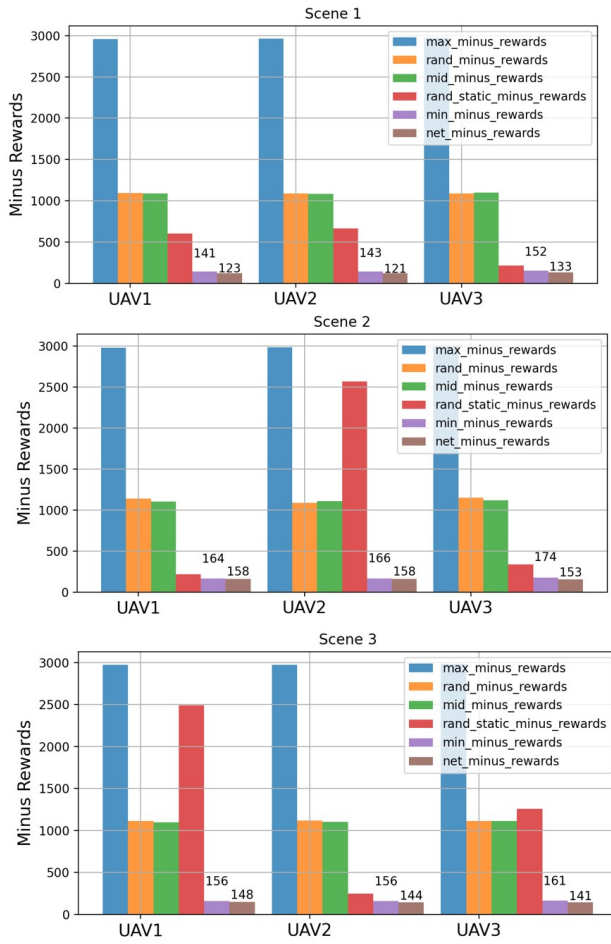 Scene 1
Minus Rewards
3000
2500
2000
1500
1000
500
0
max_minus_rewards
rand_minus_rewards
mid_minus_rewards
rand_static_minus_rewards
min_minus_rewards
net_minus_rewards
141
123
143
121
152
133
UAV1
UAV2
UAV3
Scene 2
Minus Rewards
3000
2500
2000
1500
1000
500
0
max_minus_rewards
rand_minus_rewards
mid_minus_rewards
rand_static_minus_rewards
min_minus_rewards
net_minus_rewards
164
158
166
158
174
153
UAV1
UAV2
UAV3
Scene 3
Minus Rewards
3000
2500
2000
1500
1000
500
0
max_minus_rewards
rand_minus_rewards
mid_minus_rewards
rand_static_minus_rewards
min_minus_rewards
net_minus_rewards
156
148
156
144
161
141
UAV1
UAV2
UAV3